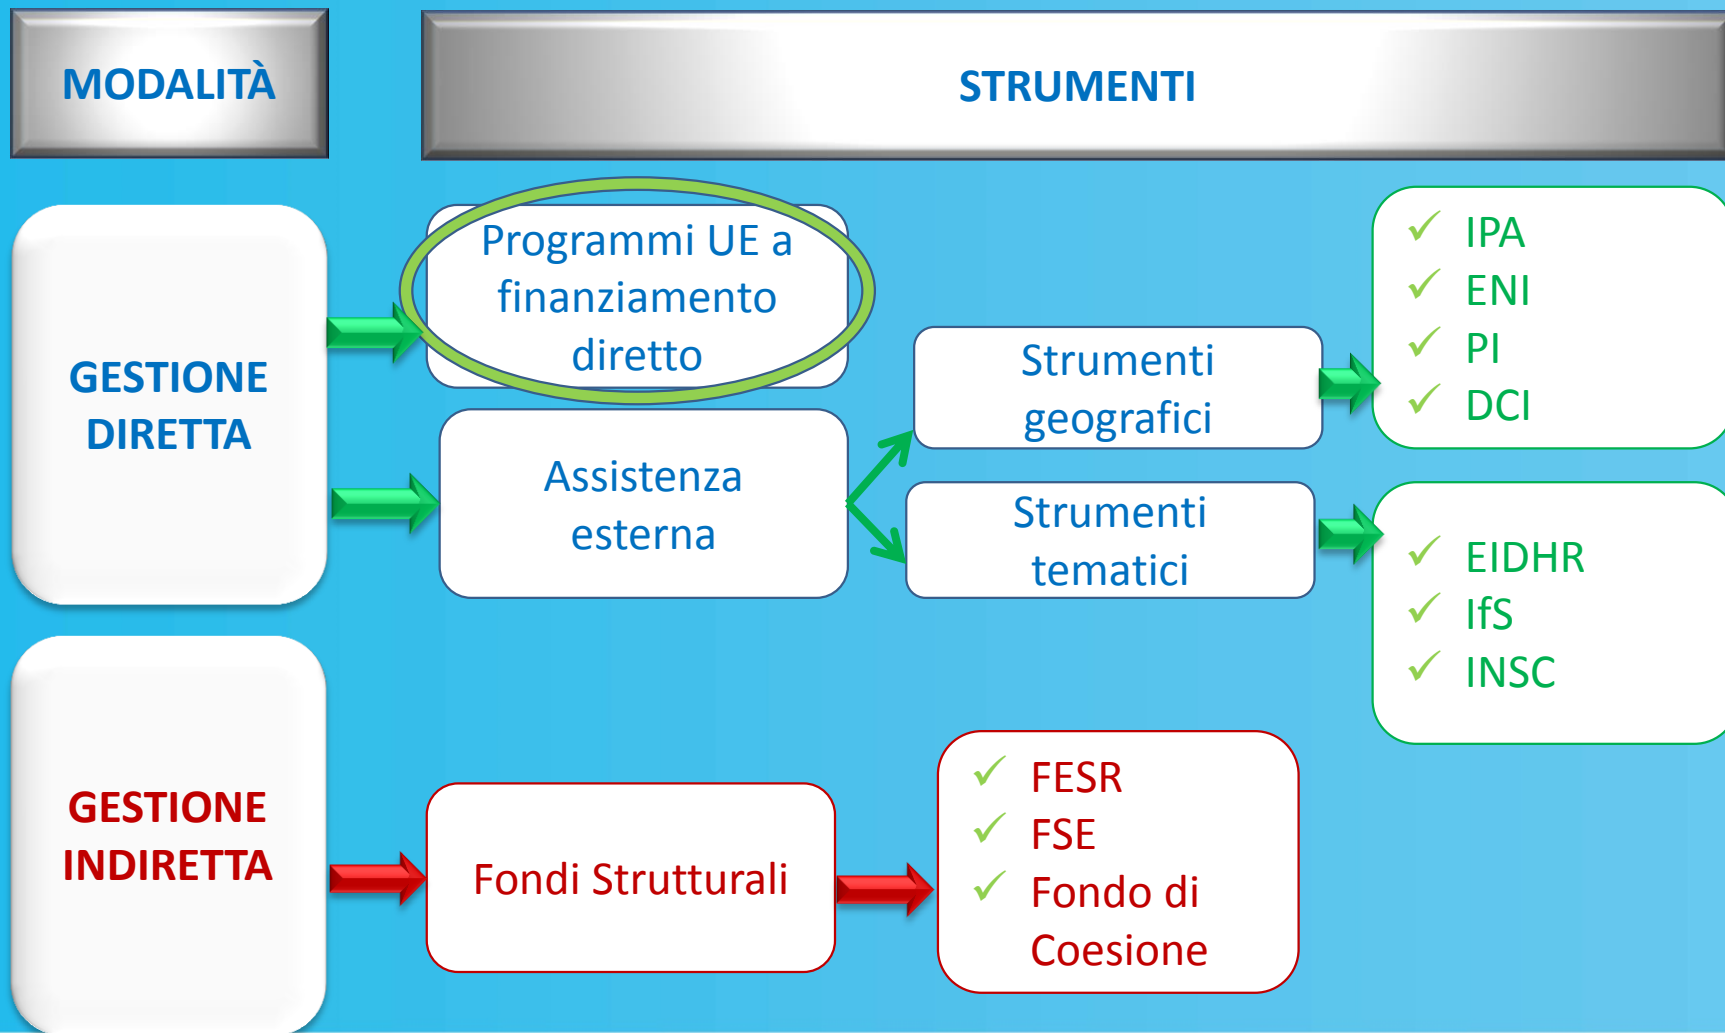 MODALITÀ
STRUMENTI
GESTIONE
DIRETTA
Programmi UE a
finanziamento
diretto
Assistenza
esterna
Strumenti
geografici
IPA
ENI
PI
DCI
Strumenti
tematici
EIDHR
IfS
INSC
GESTIONE
INDIRETTA
Fondi Strutturali
FESR
FSE
Fondo di
Coesione